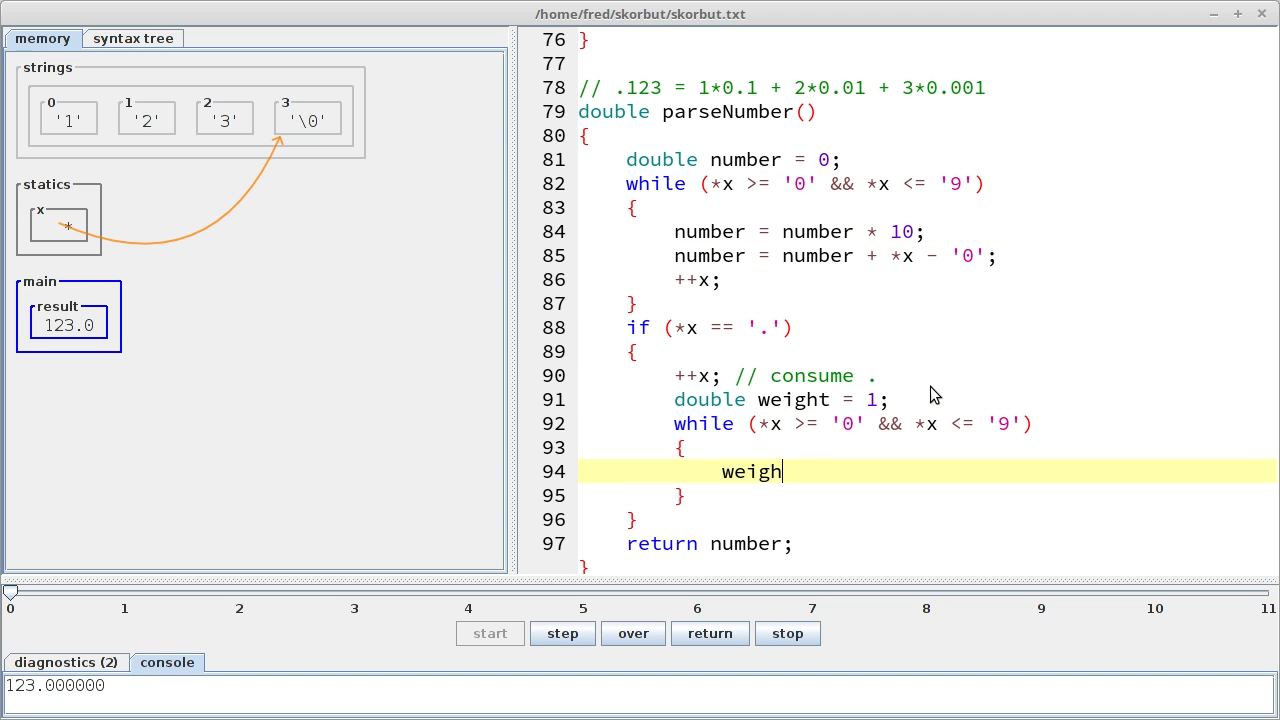 /home/fred/skorbut/skorbut.txt
memory syntax tree
strings
0 1 2 3
'1' '2' '3' '\0'
statics
x
*
main
result
123.0
76 }
77
78 // .123 = 1*0.1 + 2*0.01 + 3*0.001
79 double parseNumber()
80 {
81 double number = 0;
82 while (*x >= '0' && *x <= '9')
83 {
84 number = number * 10;
85 number = number + *x - '0';
86 ++x;
87 }
88 if (*x == '.')
89 {
90 ++x; // consume .
91 double weight = 1;
92 while (*x >= '0' && *x <= '9')
93 {
94 weigh
95 }
96 }
97 return number;
}
0 1 2 3 4 5 6 7 8 9 10 11
start step over return stop
diagnostics (2) console
123.000000